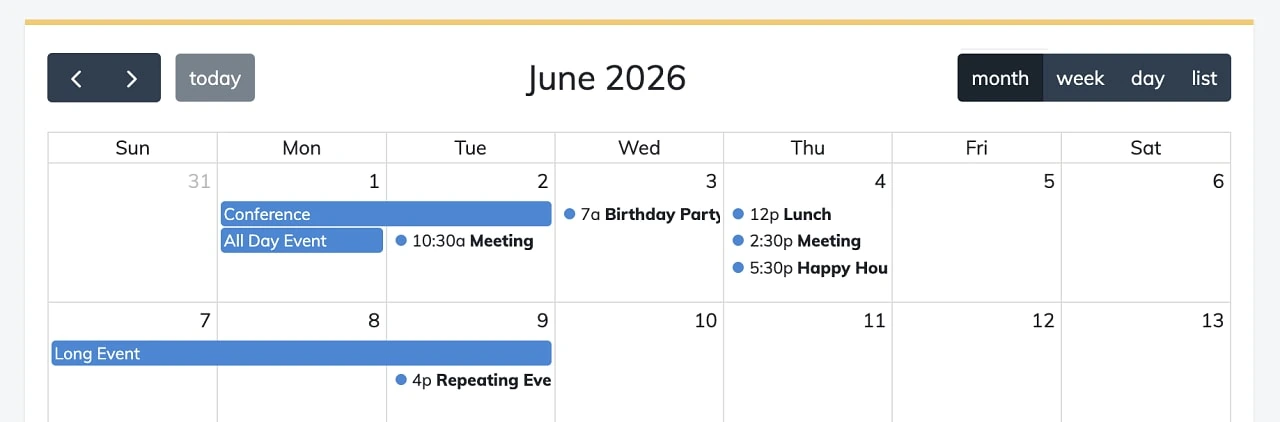 today
June 2026
month week day list
Sun Mon Tue Wed Thu Fri Sat
31 1 2 3 4 5 6
Conference 7a Birthday Party 12p Lunch
All Day Event 10:30a Meeting 2:30p Meeting
5:30p Happy Hou
7 8 9 10 11 12 13
Long Event
4p Repeating Eve